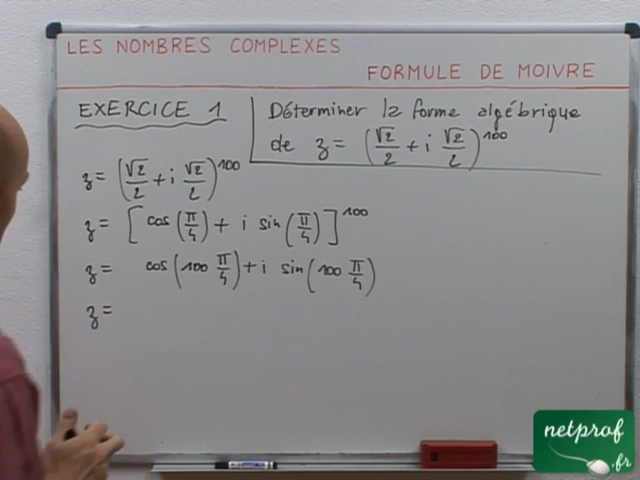 LES NOMBRES COMPLEXES
FORMULE DE MOIVRE
EXERCICE 1
Déterminer la forme algébrique
de z = (√2/2 + i √2/2)^100
z = (√2/2 + i √2/2)^100
z = [cos(π/4) + i sin(π/4)]^100
z = cos(100 π/4) + i sin(100 π/4)
z =
netprof
.fr